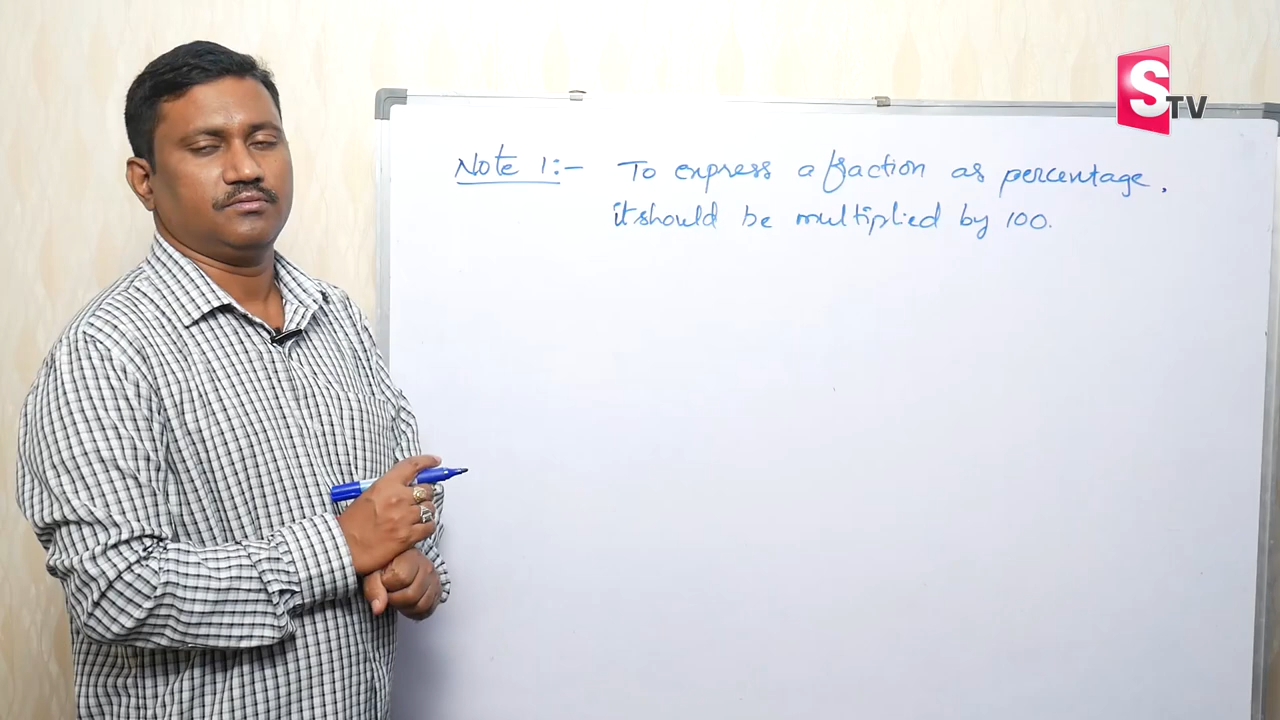 STV
Note 1:- To express a fraction as percentage,
it should be multiplied by 100.